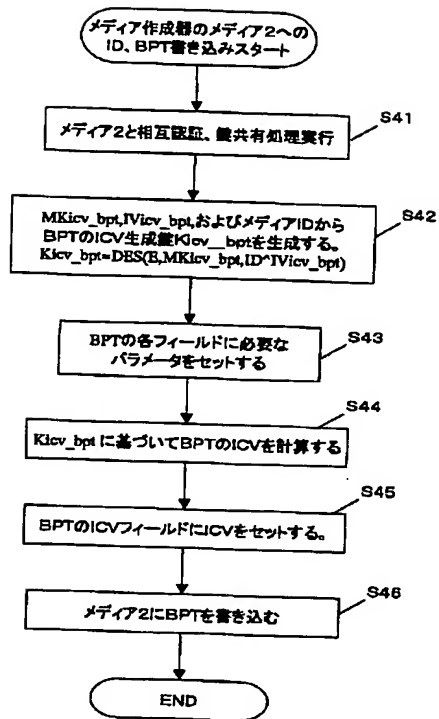 メディア作成器のメディア2への
ID、BPT書き込みスタート
S41
メディア2と相互認証、鍵共有処理実行
S42
MKicv_bpt,IVicv_bpt,およびメディアIDから
BPTのICV生成鍵Kicv__bptを生成する。
Kicv_bpt=DES(E,MKicv_bpt,ID^IVicv_bpt)
S43
BPTの各フィールドに必要な
パラメータをセットする
S44
Kicv_bpt に基づいてBPTのICVを計算する
S45
BPTのICVフィールドにICVをセットする。
S46
メディア2にBPTを書き込む
END